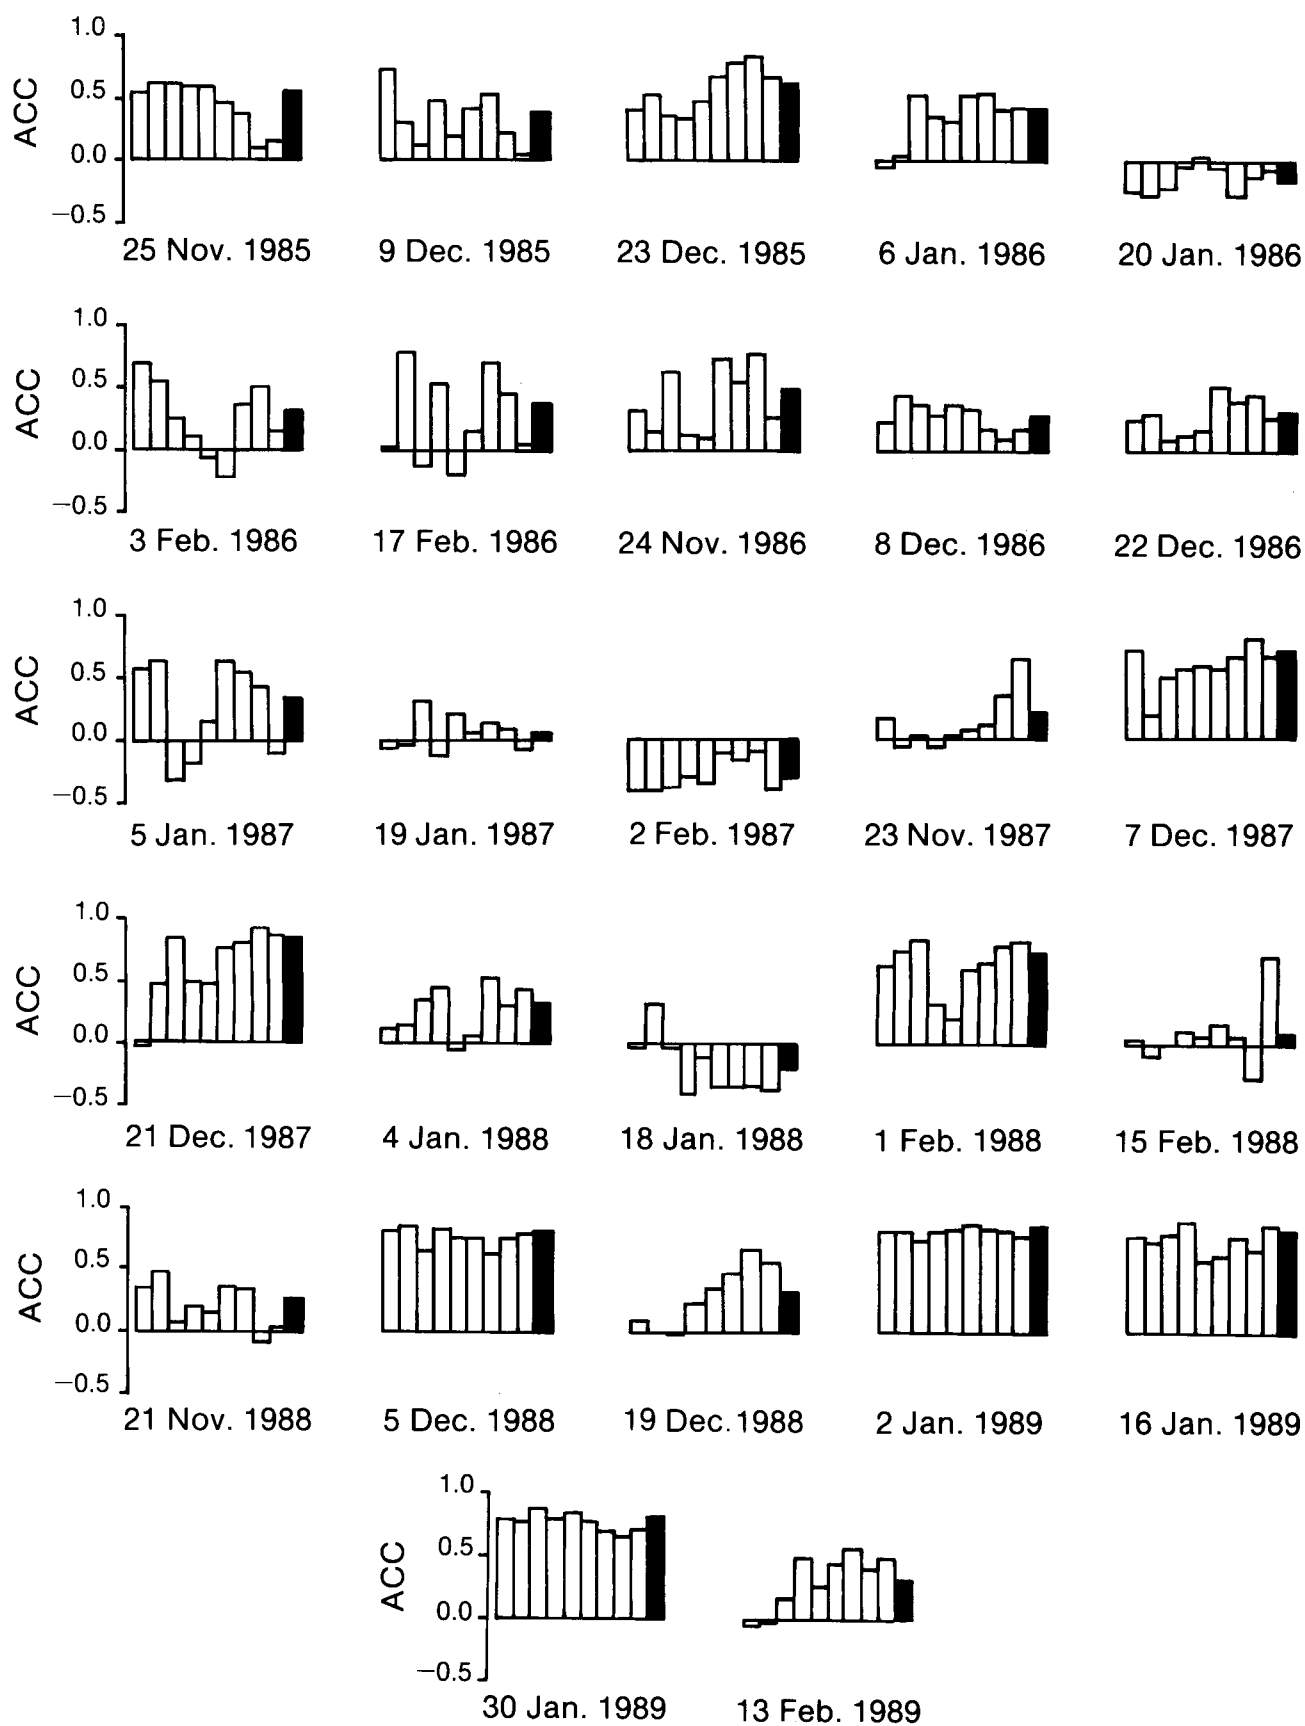 1.0
ACC
0.5
0.0
−0.5
25 Nov. 1985 9 Dec. 1985 23 Dec. 1985 6 Jan. 1986 20 Jan. 1986
1.0
ACC
0.5
0.0
−0.5
3 Feb. 1986 17 Feb. 1986 24 Nov. 1986 8 Dec. 1986 22 Dec. 1986
1.0
ACC
0.5
0.0
−0.5
5 Jan. 1987 19 Jan. 1987 2 Feb. 1987 23 Nov. 1987 7 Dec. 1987
1.0
ACC
0.5
0.0
−0.5
21 Dec. 1987 4 Jan. 1988 18 Jan. 1988 1 Feb. 1988 15 Feb. 1988
1.0
ACC
0.5
0.0
−0.5
21 Nov. 1988 5 Dec. 1988 19 Dec. 1988 2 Jan. 1989 16 Jan. 1989
1.0
ACC
0.5
0.0
−0.5
30 Jan. 1989 13 Feb. 1989